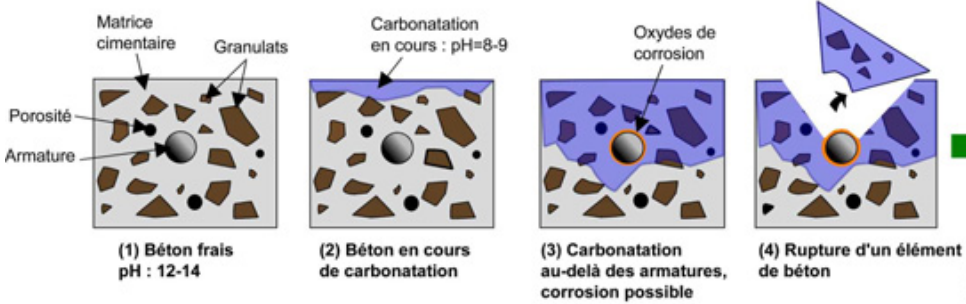 Matrice
cimentaire
Granulats
Porosité
Armature
(1) Béton frais
pH : 12-14
Carbonatation
en cours : pH=8-9
(2) Béton en cours
de carbonatation
Oxydes de
corrosion
(3) Carbonatation
au-delà des armatures,
corrosion possible
(4) Rupture d'un élément
de béton